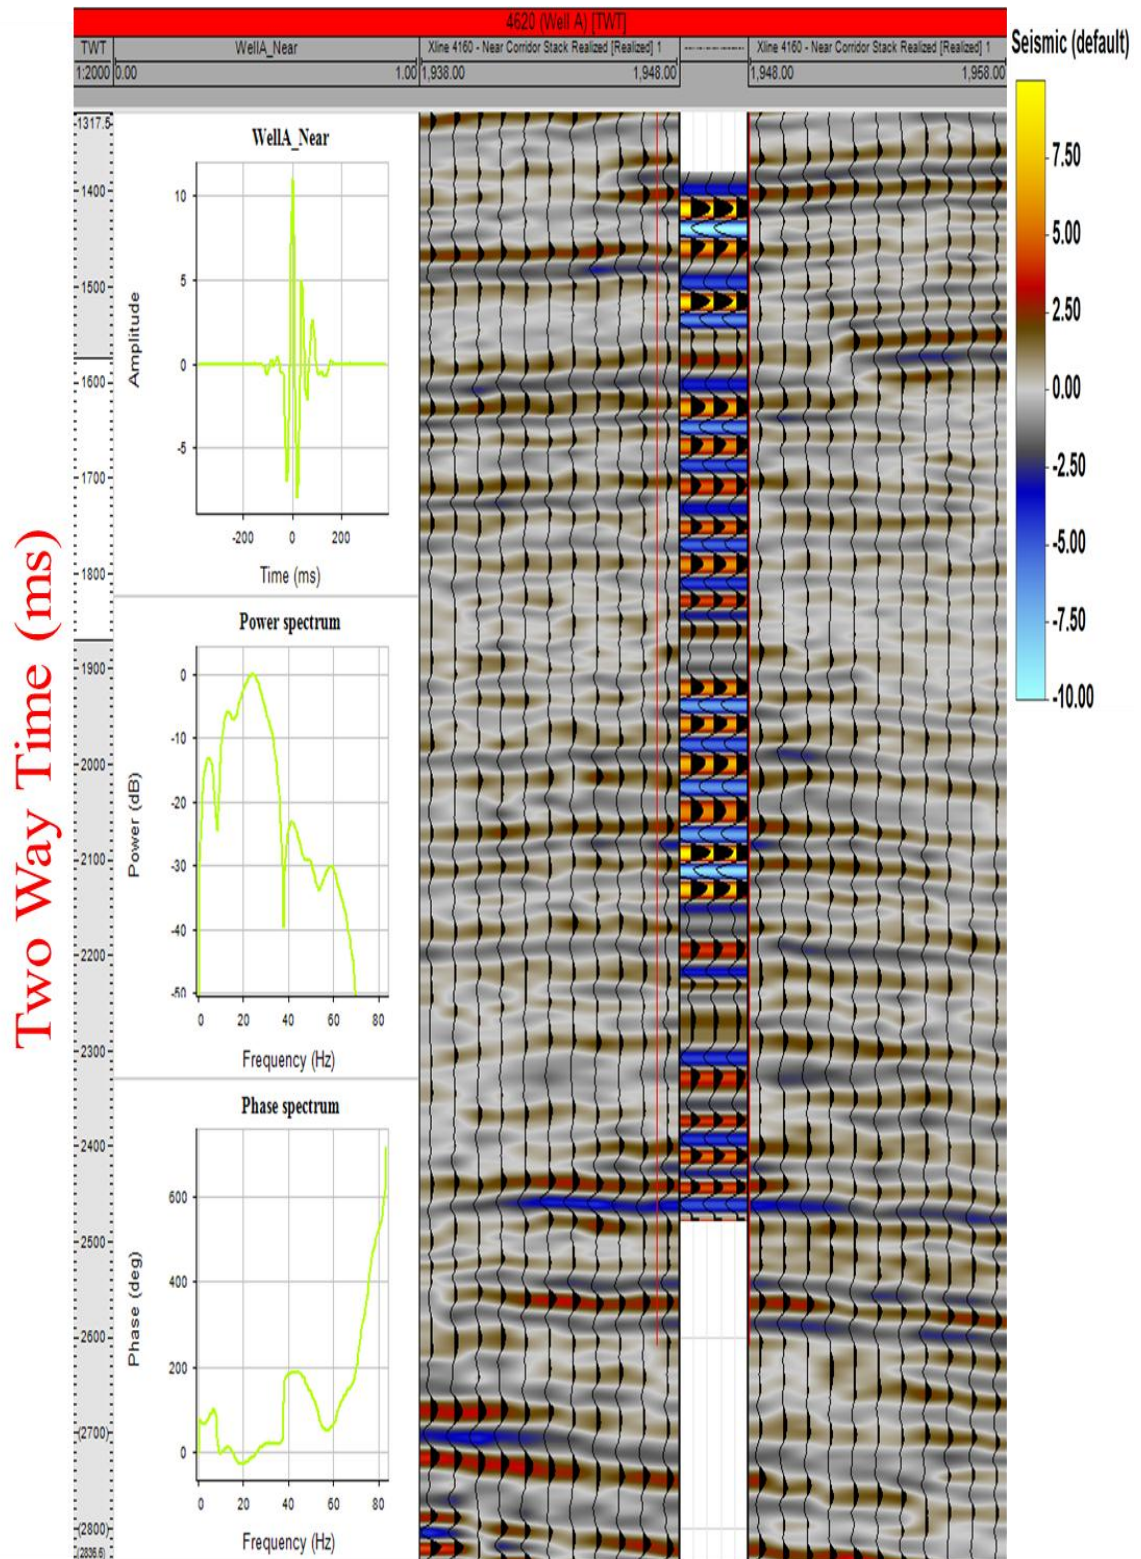 4620 (Well A) [TWT]
TWT WellA_Near Xline 4160 - Near Corridor Stack Realized [Realized] 1 Xline 4160 - Near Corridor Stack Realized [Realized] 1
1:2000 0.00 1.00 1,938.00 1,948.00 1,948.00 1,958.00
Seismic (default)
7.50
5.00
2.50
0.00
-2.50
-5.00
-7.50
-10.00
Two Way Time (ms)
-1317.5
1400
1500
1600
1700
1800
1900
2000
2100
2200
2300
2400
2500
2600
(2700)
(2800)
(2836.6)
WellA_Near
Amplitude
10
5
0
-5
-200 0 200
Time (ms)
Power spectrum
Power (dB)
0
-10
-20
-30
-40
-50
0 20 40 60 80
Frequency (Hz)
Phase spectrum
Phase (deg)
600
400
200
0
0 20 40 60 80
Frequency (Hz)